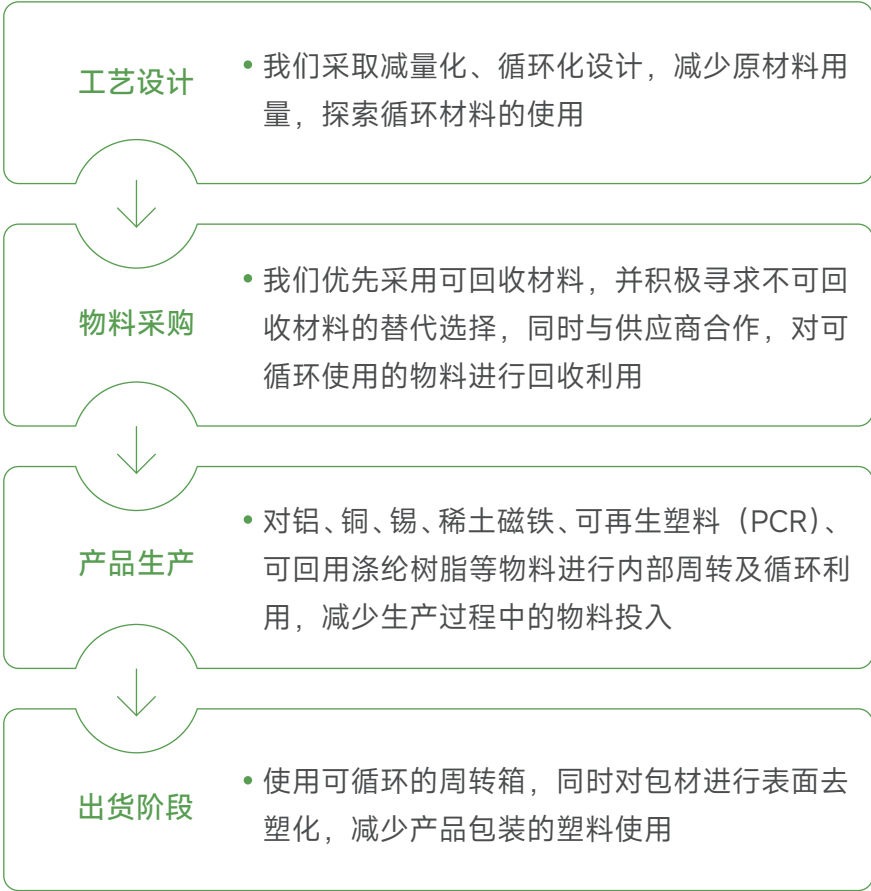 工艺设计
• 我们采取减量化、循环化设计，减少原材料用
量，探索循环材料的使用
物料采购
• 我们优先采用可回收材料，并积极寻求不可回
收材料的替代选择，同时与供应商合作，对可
循环使用的物料进行回收利用
产品生产
• 对铝、铜、锡、稀土磁铁、可再生塑料（PCR）、
可回用涤纶树脂等物料进行内部周转及循环利
用，减少生产过程中的物料投入
出货阶段
• 使用可循环的周转箱，同时对包材进行表面去
塑化，减少产品包装的塑料使用